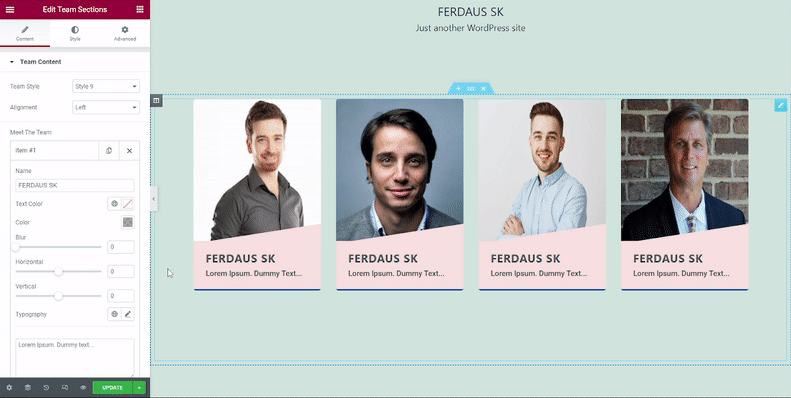 Edit Team Sections
Content
Style
Advanced
Team Content
Team Style
Style 9
Alignment
Left
Meet The Team
Item #1
Name
FERDAUS SK
Text Color
Color
Blur
0
Horizontal
0
Vertical
0
Typography
Lorem Ipsum. Dummy text...
UPDATE
FERDAUS SK
Just another WordPress site
FERDAUS SK
Lorem Ipsum. Dummy Text...
FERDAUS SK
Lorem Ipsum. Dummy Text...
FERDAUS SK
Lorem Ipsum. Dummy Text...
FERDAUS SK
Lorem Ipsum. Dummy Text...